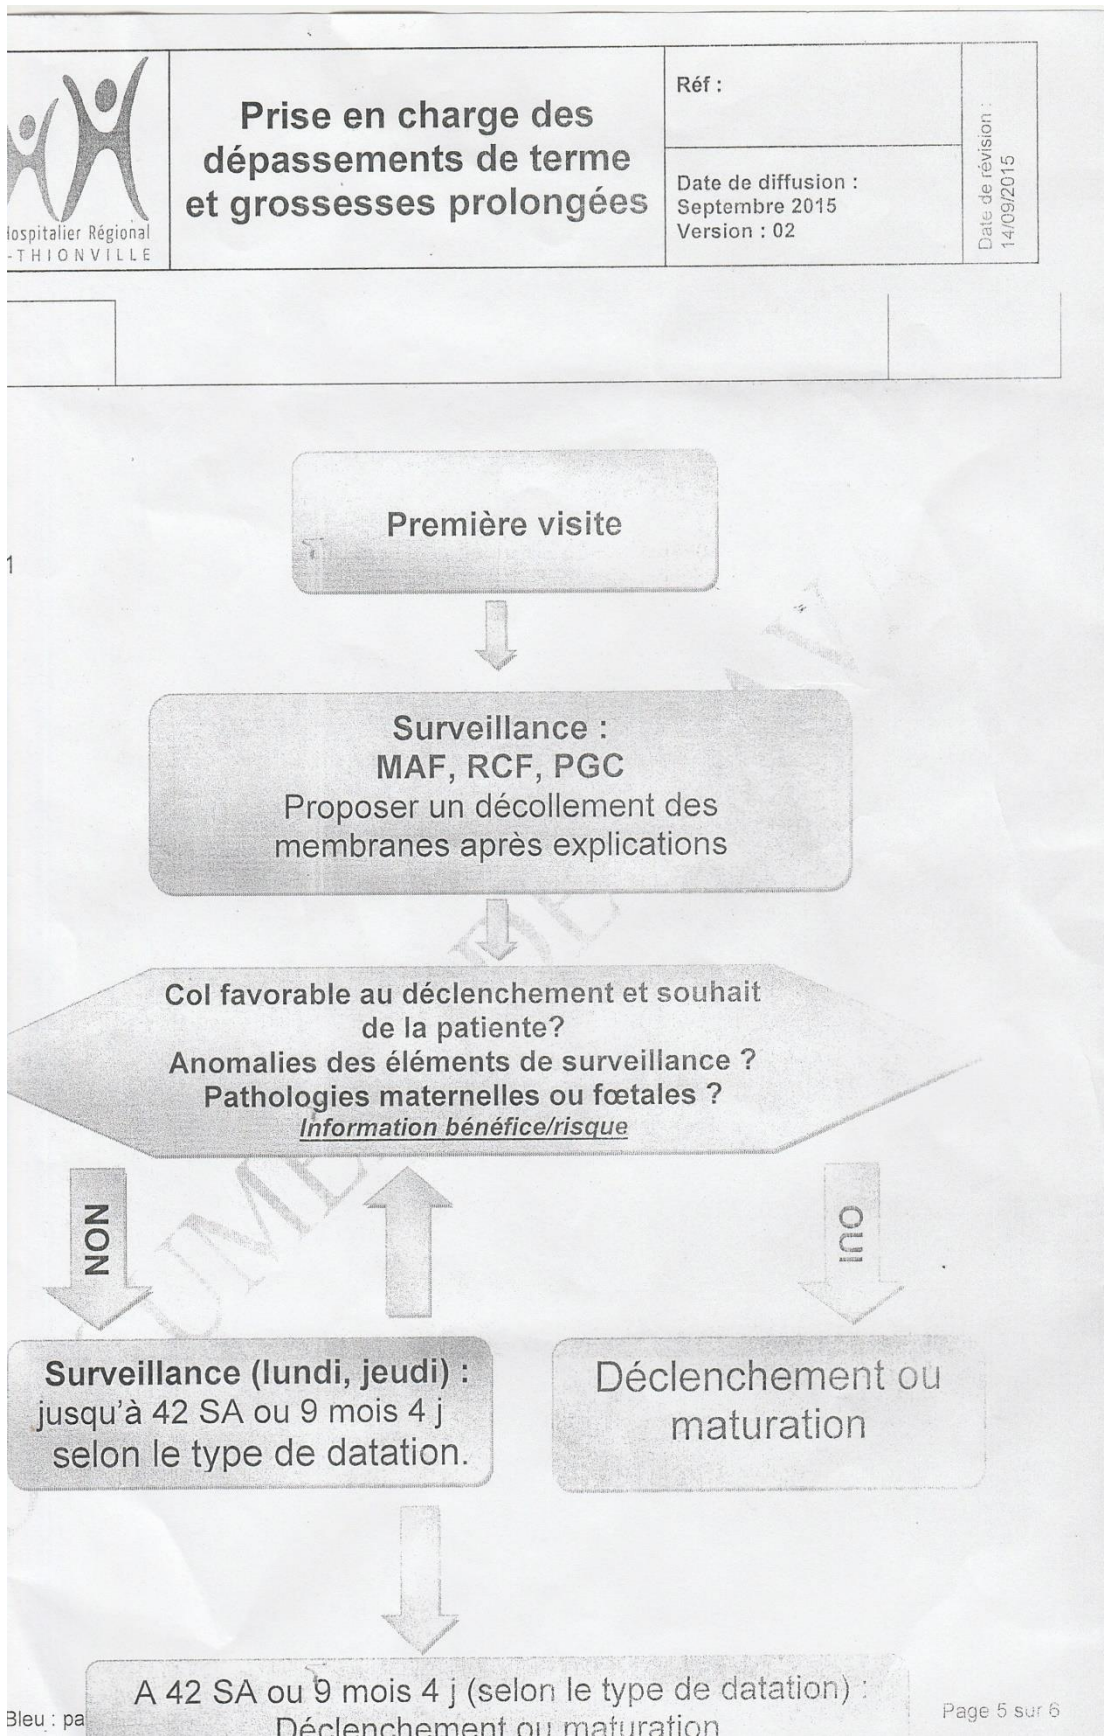 Hospitalier Régional
-THIONVILLE
Prise en charge des
dépassements de terme
et grossesses prolongées
Réf :
Date de diffusion :
Septembre 2015
Version : 02
Date de révision :
14/09/2015
1
Première visite
Surveillance :
MAF, RCF, PGC
Proposer un décollement des
membranes après explications
Col favorable au déclenchement et souhait
de la patiente?
Anomalies des éléments de surveillance ?
Pathologies maternelles ou fœtales ?
Information bénéfice/risque
NON
OUI
Surveillance (lundi, jeudi) :
jusqu'à 42 SA ou 9 mois 4 j
selon le type de datation.
Déclenchement ou
maturation
A 42 SA ou 9 mois 4 j (selon le type de datation) :
Déclenchement ou maturation
Bleu : pa
Page 5 sur 6